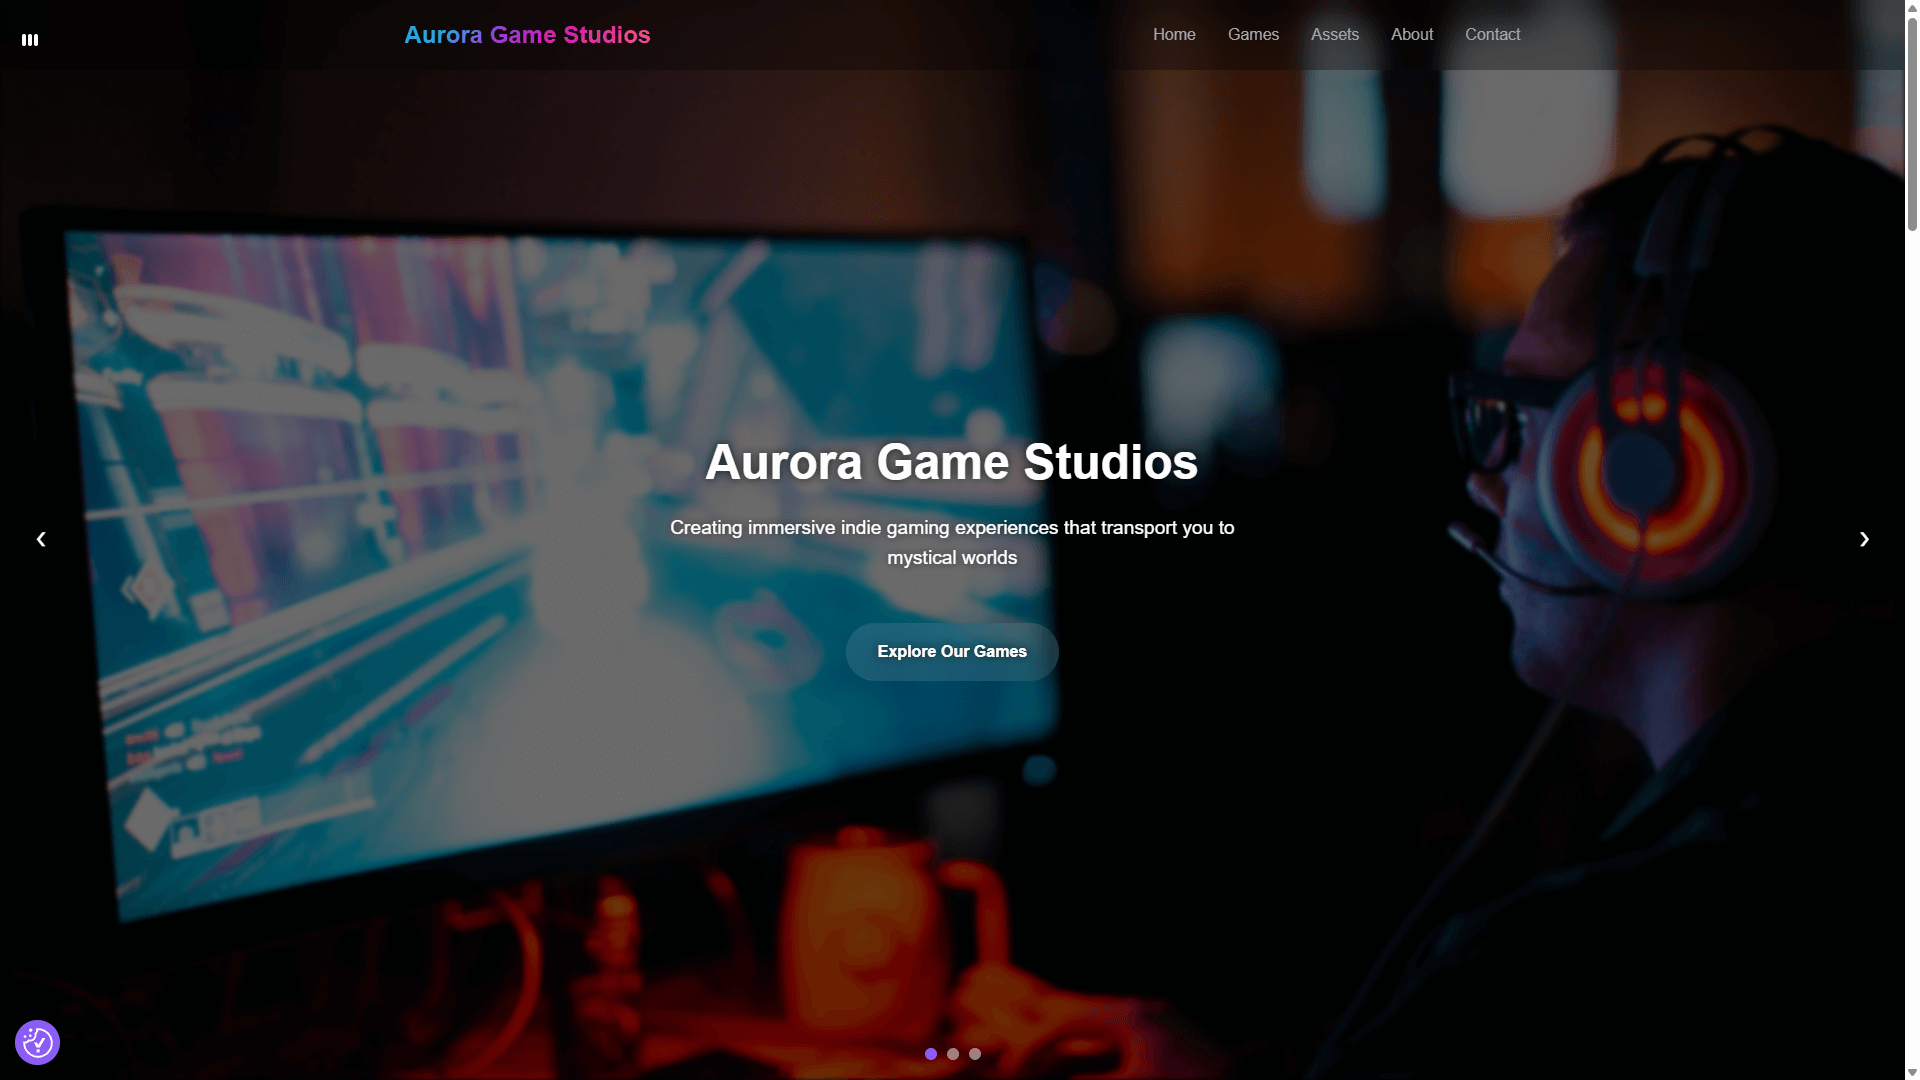 Aurora Game Studios
Home Games Assets About Contact
Aurora Game Studios
Creating immersive indie gaming experiences that transport you to
mystical worlds
Explore Our Games